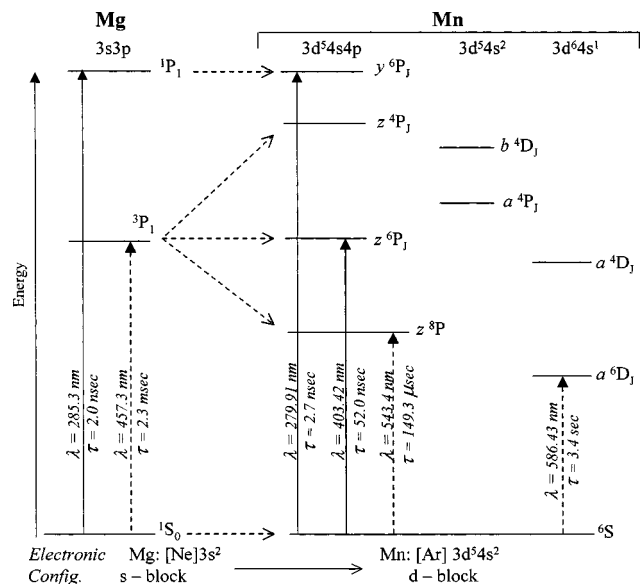 Mg Mn
3s3p 3d⁵4s4p 3d⁵4s² 3d⁶4s¹
¹P₁ y ⁶P_J
z ⁴P_J
b ⁴D_J
a ⁴P_J
³P₁ z ⁶P_J
a ⁴D_J
z ⁸P
a ⁶D_J
Energy
λ = 285.3 nm
τ = 2.0 nsec
λ = 457.3 nm
τ = 2.3 msec
λ = 279.91 nm
τ = 2.7 nsec
λ = 403.42 nm
τ = 52.0 nsec
λ = 543.4 nm
τ = 149.3 μsec
λ = 586.43 nm
τ = 3.4 sec
¹S₀ ⁶S
Electronic Mg: [Ne]3s² Mn: [Ar] 3d⁵4s²
Config. s – block d – block